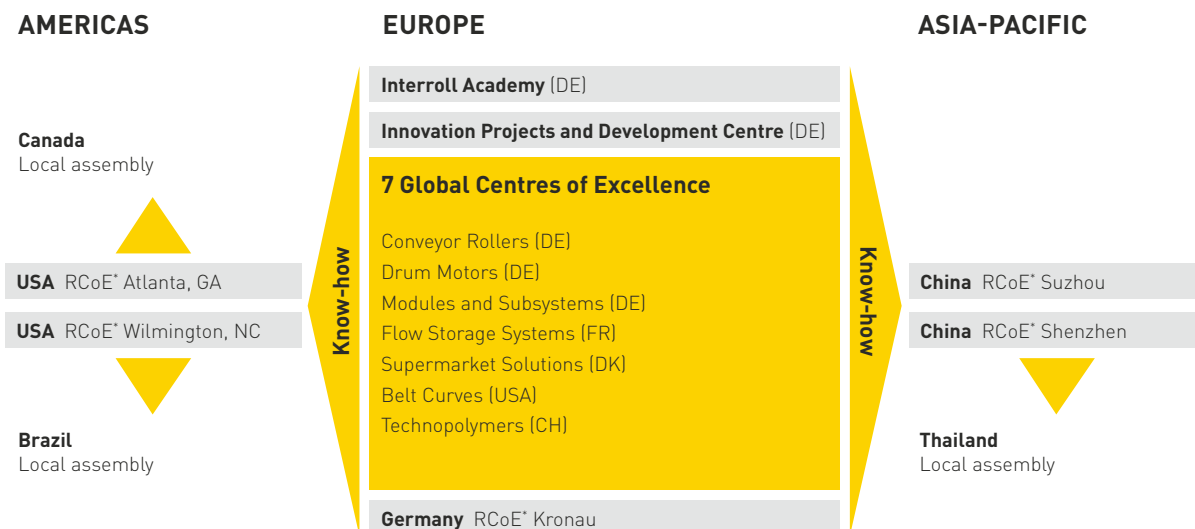 AMERICAS
Canada
Local assembly
USA RCoE* Atlanta, GA
USA RCoE* Wilmington, NC
Brazil
Local assembly
Know-how
EUROPE
Interroll Academy (DE)
Innovation Projects and Development Centre (DE)
7 Global Centres of Excellence
Conveyor Rollers (DE)
Drum Motors (DE)
Modules and Subsystems (DE)
Flow Storage Systems (FR)
Supermarket Solutions (DK)
Belt Curves (USA)
Technopolymers (CH)
Germany RCoE* Kronau
Know-how
ASIA-PACIFIC
China RCoE* Suzhou
China RCoE* Shenzhen
Thailand
Local assembly